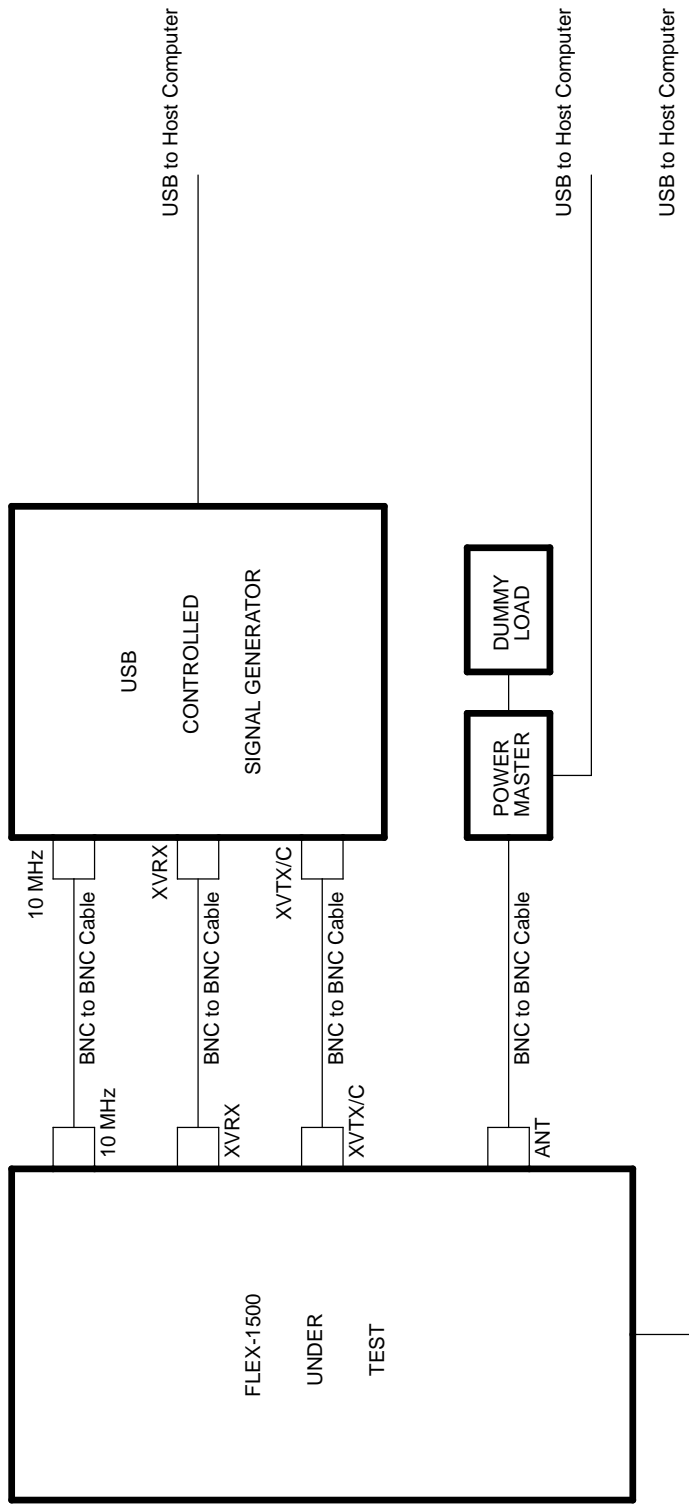 FLEX-1500
UNDER
TEST
10 MHz
XVRX
XVTX/C
ANT
BNC to BNC Cable
BNC to BNC Cable
BNC to BNC Cable
BNC to BNC Cable
10 MHz
XVRX
XVTX/C
USB
CONTROLLED
SIGNAL GENERATOR
POWER
MASTER
DUMMY
LOAD
USB to Host Computer
USB to Host Computer
USB to Host Computer